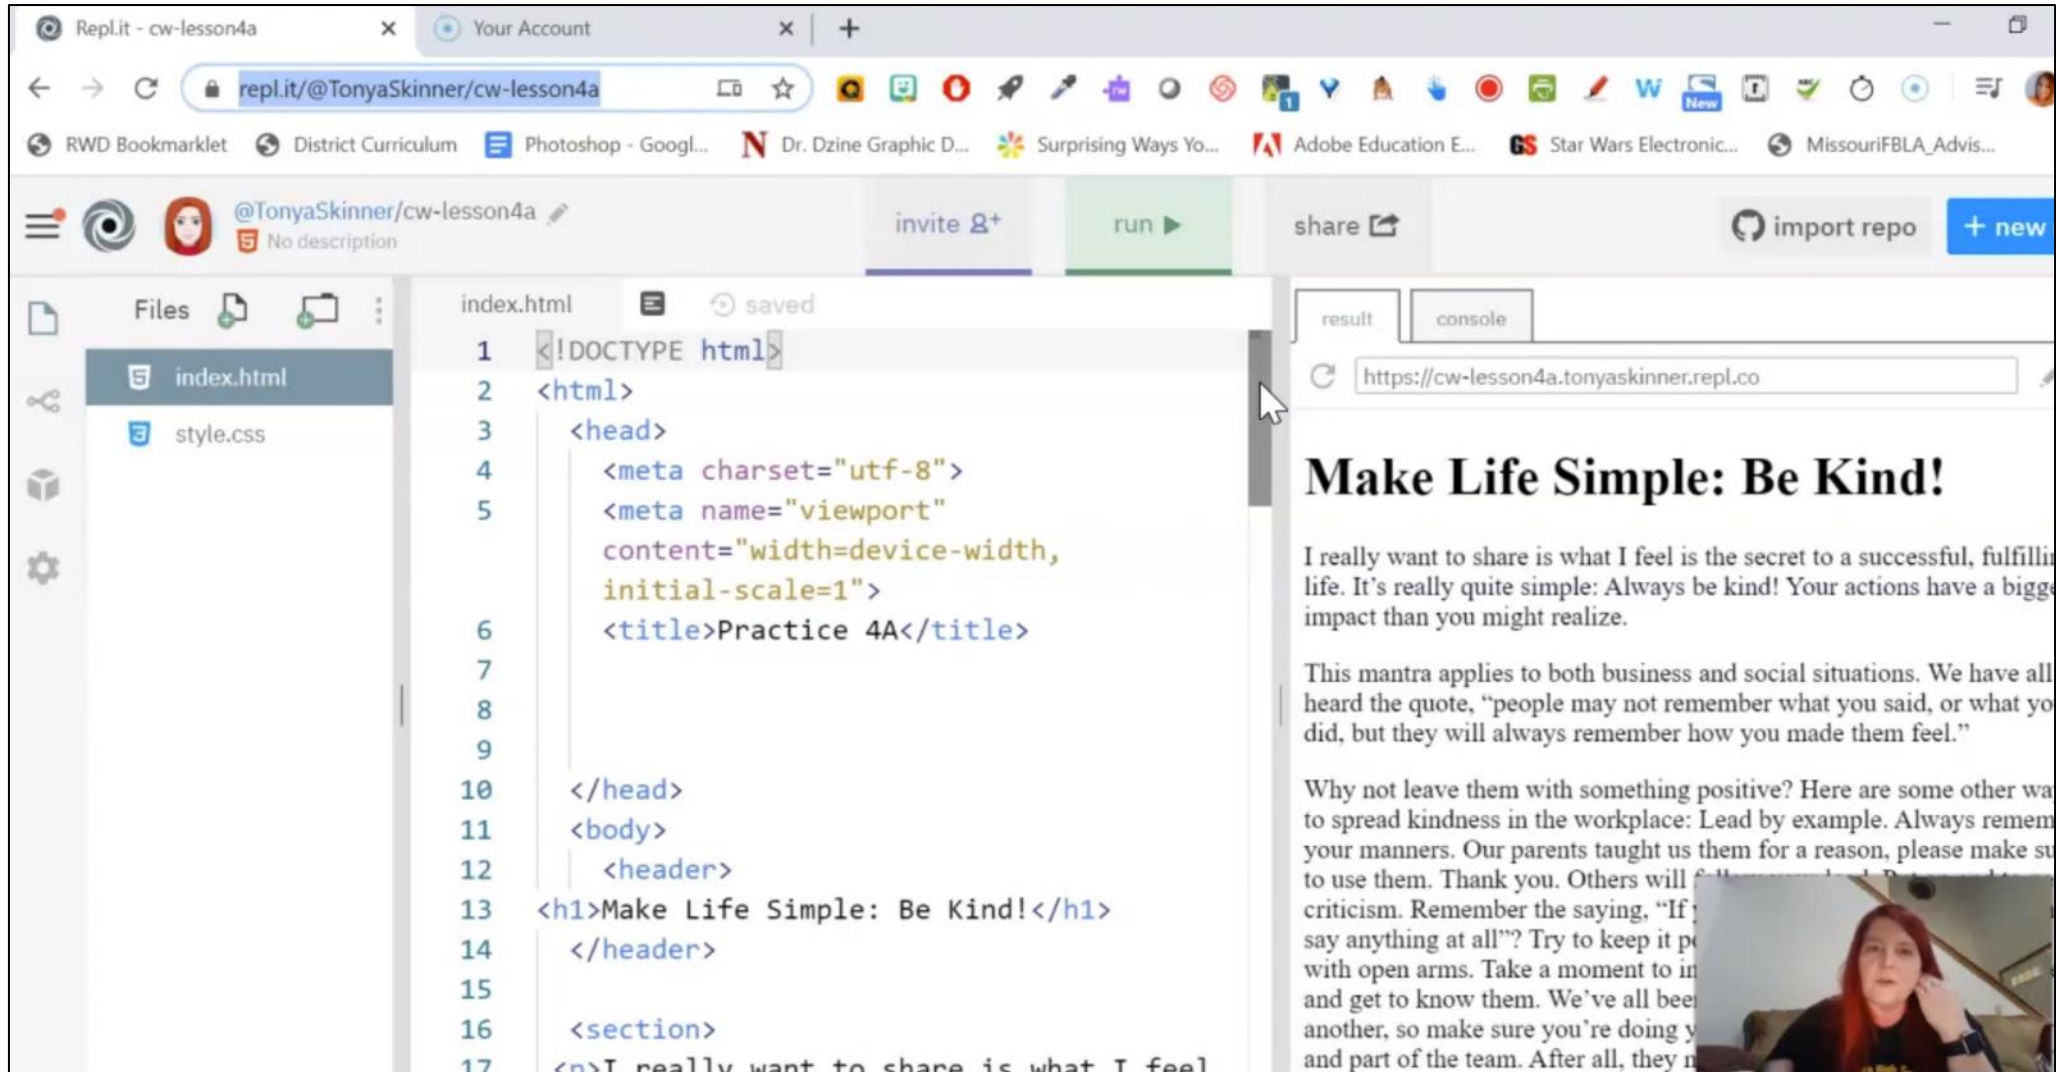 Repl.it - cw-lesson4a
Your Account
repl.it/@TonyaSkinner/cw-lesson4a
1
New
RWD Bookmarklet
District Curriculum
Photoshop - Googl...
Dr. Dzine Graphic D...
Surprising Ways Yo...
Adobe Education E...
Star Wars Electronic...
MissouriFBLA_Advis...
@TonyaSkinner/cw-lesson4a
No description
invite
run
share
import repo
+ new
Files
index.html
style.css
index.html
saved
1 <!DOCTYPE html>
2 <html>
3 <head>
4 <meta charset="utf-8">
5 <meta name="viewport"
content="width=device-width,
initial-scale=1">
6 <title>Practice 4A</title>
7
8
9
10 </head>
11 <body>
12 <header>
13 <h1>Make Life Simple: Be Kind!</h1>
14 </header>
15
16 <section>
17 <p>I really want to share is what I feel
result
console
https://cw-lesson4a.tonyaskinner.repl.co
Make Life Simple: Be Kind!
I really want to share is what I feel is the secret to a successful,
life. It’s really quite simple: Always be kind! Your actions have a
impact than you might realize.
This mantra applies to both business and social situations. We have all
heard the quote, “people may not remember what you said, or what
did, but they will always remember how you made them feel.”
Why not leave them with something positive? Here are some other
to spread kindness in the workplace: Lead by example. Always
your manners. Our parents taught us them for a reason, please make
to use them. Thank you. Others will
criticism. Remember the saying, “If
say anything at all”? Try to keep it
with open arms. Take a moment to
and get to know them. We’ve all
another, so make sure you’re doing
and part of the team. After all, they